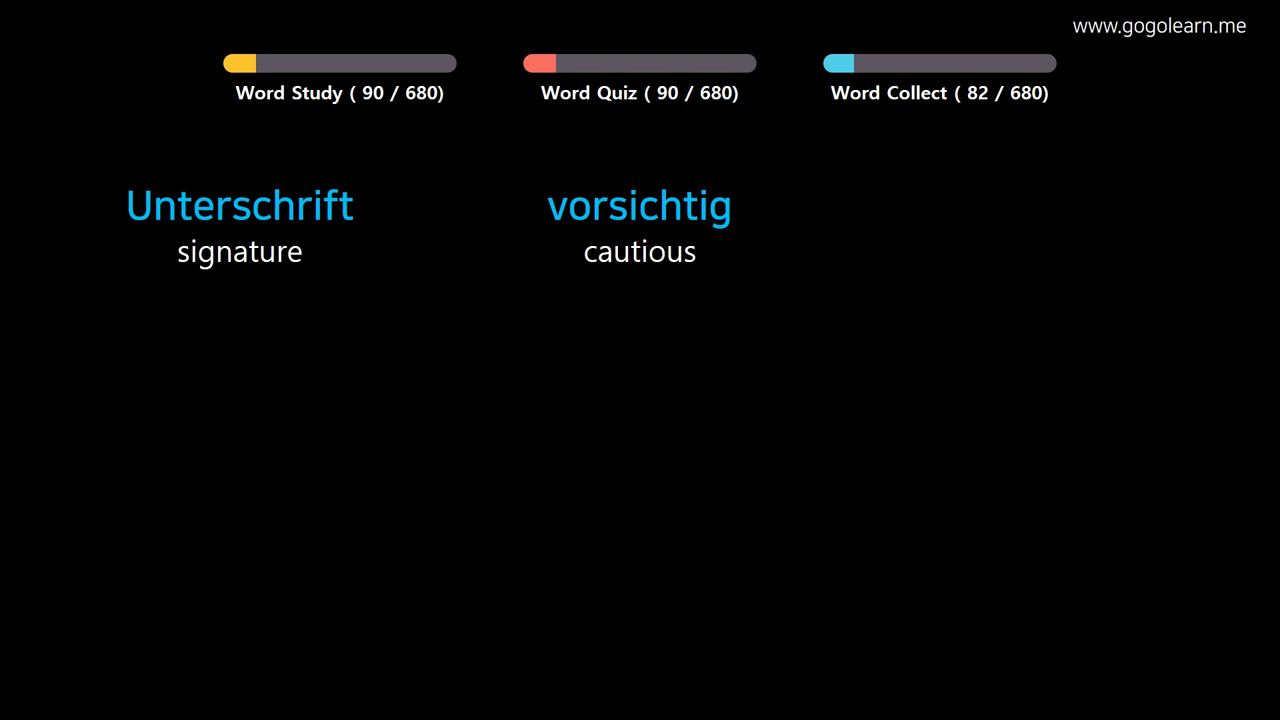 www.gogolearn.me
Word Study ( 90 / 680)
Word Quiz ( 90 / 680)
Word Collect ( 82 / 680)
Unterschrift
signature
vorsichtig
cautious